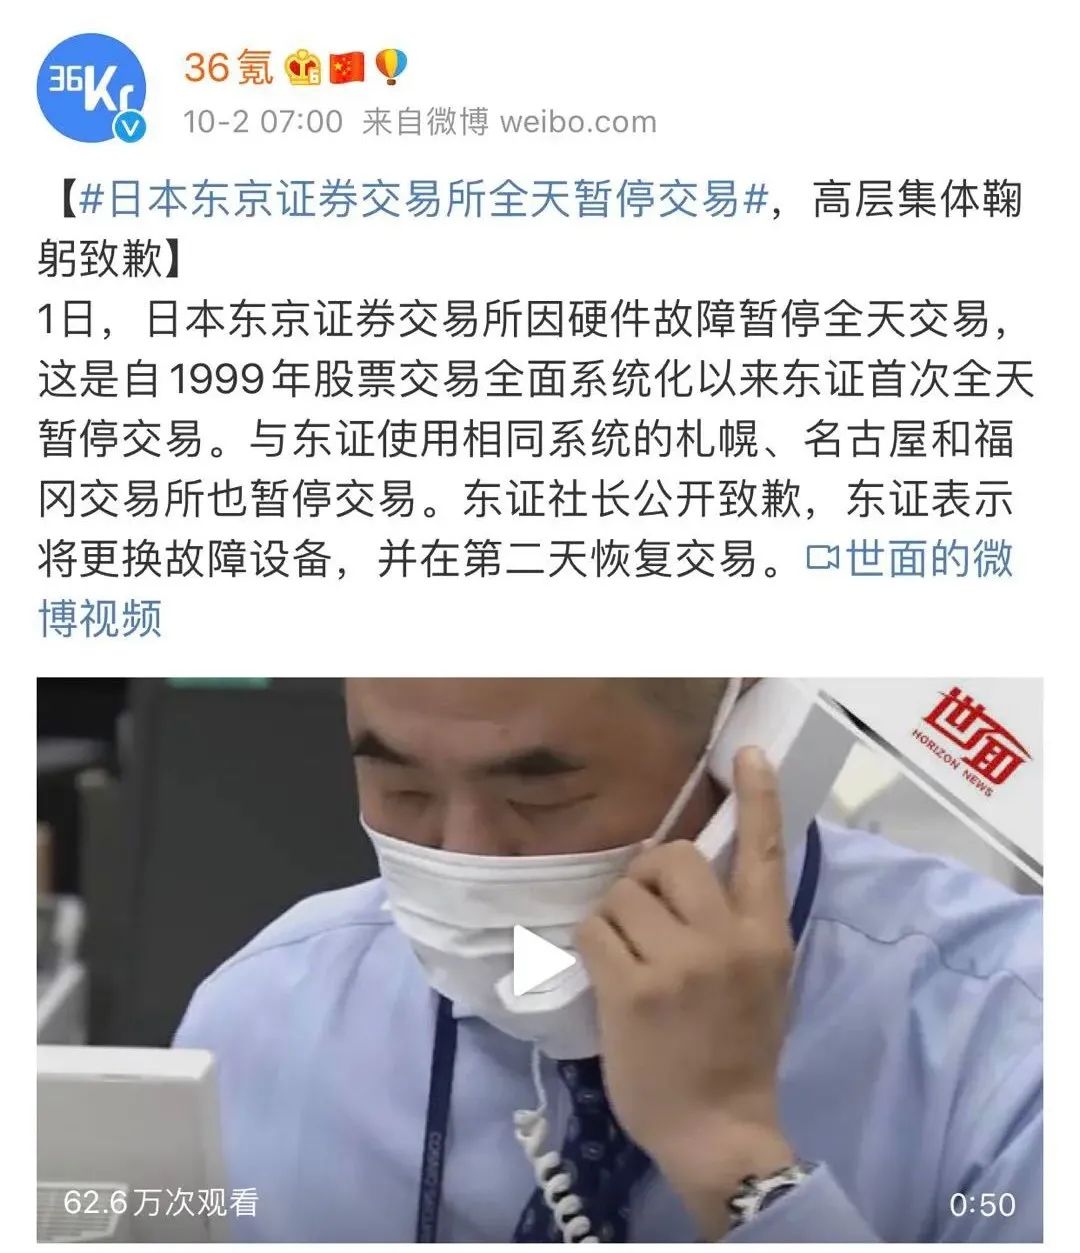 36Kr
36氪
10-2 07:00 来自微博 weibo.com
【#日本东京证券交易所全天暂停交易#，高层集体鞠
躬致歉】
1日，日本东京证券交易所因硬件故障暂停全天交易，
这是自1999年股票交易全面系统化以来东证首次全天
暂停交易。与东证使用相同系统的札幌、名古屋和福
冈交易所也暂停交易。东证社长公开致歉，东证表示
将更换故障设备，并在第二天恢复交易。世面的微
博视频
世面
HORIZON NEWS
62.6万次观看
0:50